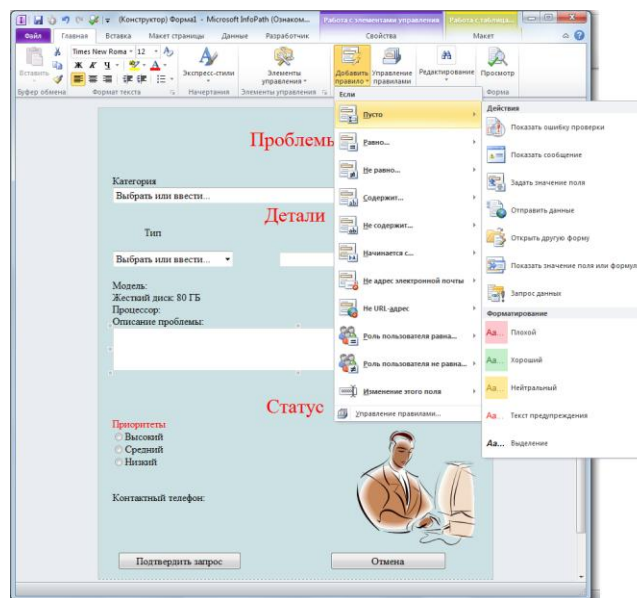 (Конструктор) Форма1 - Microsoft InfoPath (Ознаком...
Работа с элементами управления
Работа с таблица...
Файл Главная Вставка Макет страницы Данные Разработчик Свойства Макет
Вставить
Times New Roma 12
Ж К Ч
Экспресс-стили
Элементы управления
Добавить правило
Управление правилами
Редактирование
Просмотр
Буфер обмена Формат текста Начертания Элементы управления Форма
Если
Пусто
Равно...
Не равно...
Содержит...
Не содержит...
Начинается с...
Не адрес электронной почты
Не URL-адрес
Роль пользователя равна...
Роль пользователя не равна...
Изменение этого поля
Управление правилами...
Действия
Показать ошибку проверки
Показать сообщение
Задать значение поля
Отправить данные
Открыть другую форму
Показать значение поля или формул
Запрос данных
Форматирование
Аа... Плохой
Аа... Хороший
Аа... Нейтральный
Аа... Текст предупреждения
Аа... Выделение
Проблемы
Категория
Выбрать или ввести...
Детали
Тип
Выбрать или ввести...
Модель:
Жесткий диск: 80 ГБ
Процессор:
Описание проблемы:
Статус
Приоритеты
Высокий
Средний
Низкий
Контактный телефон:
Подтвердить запрос
Отмена